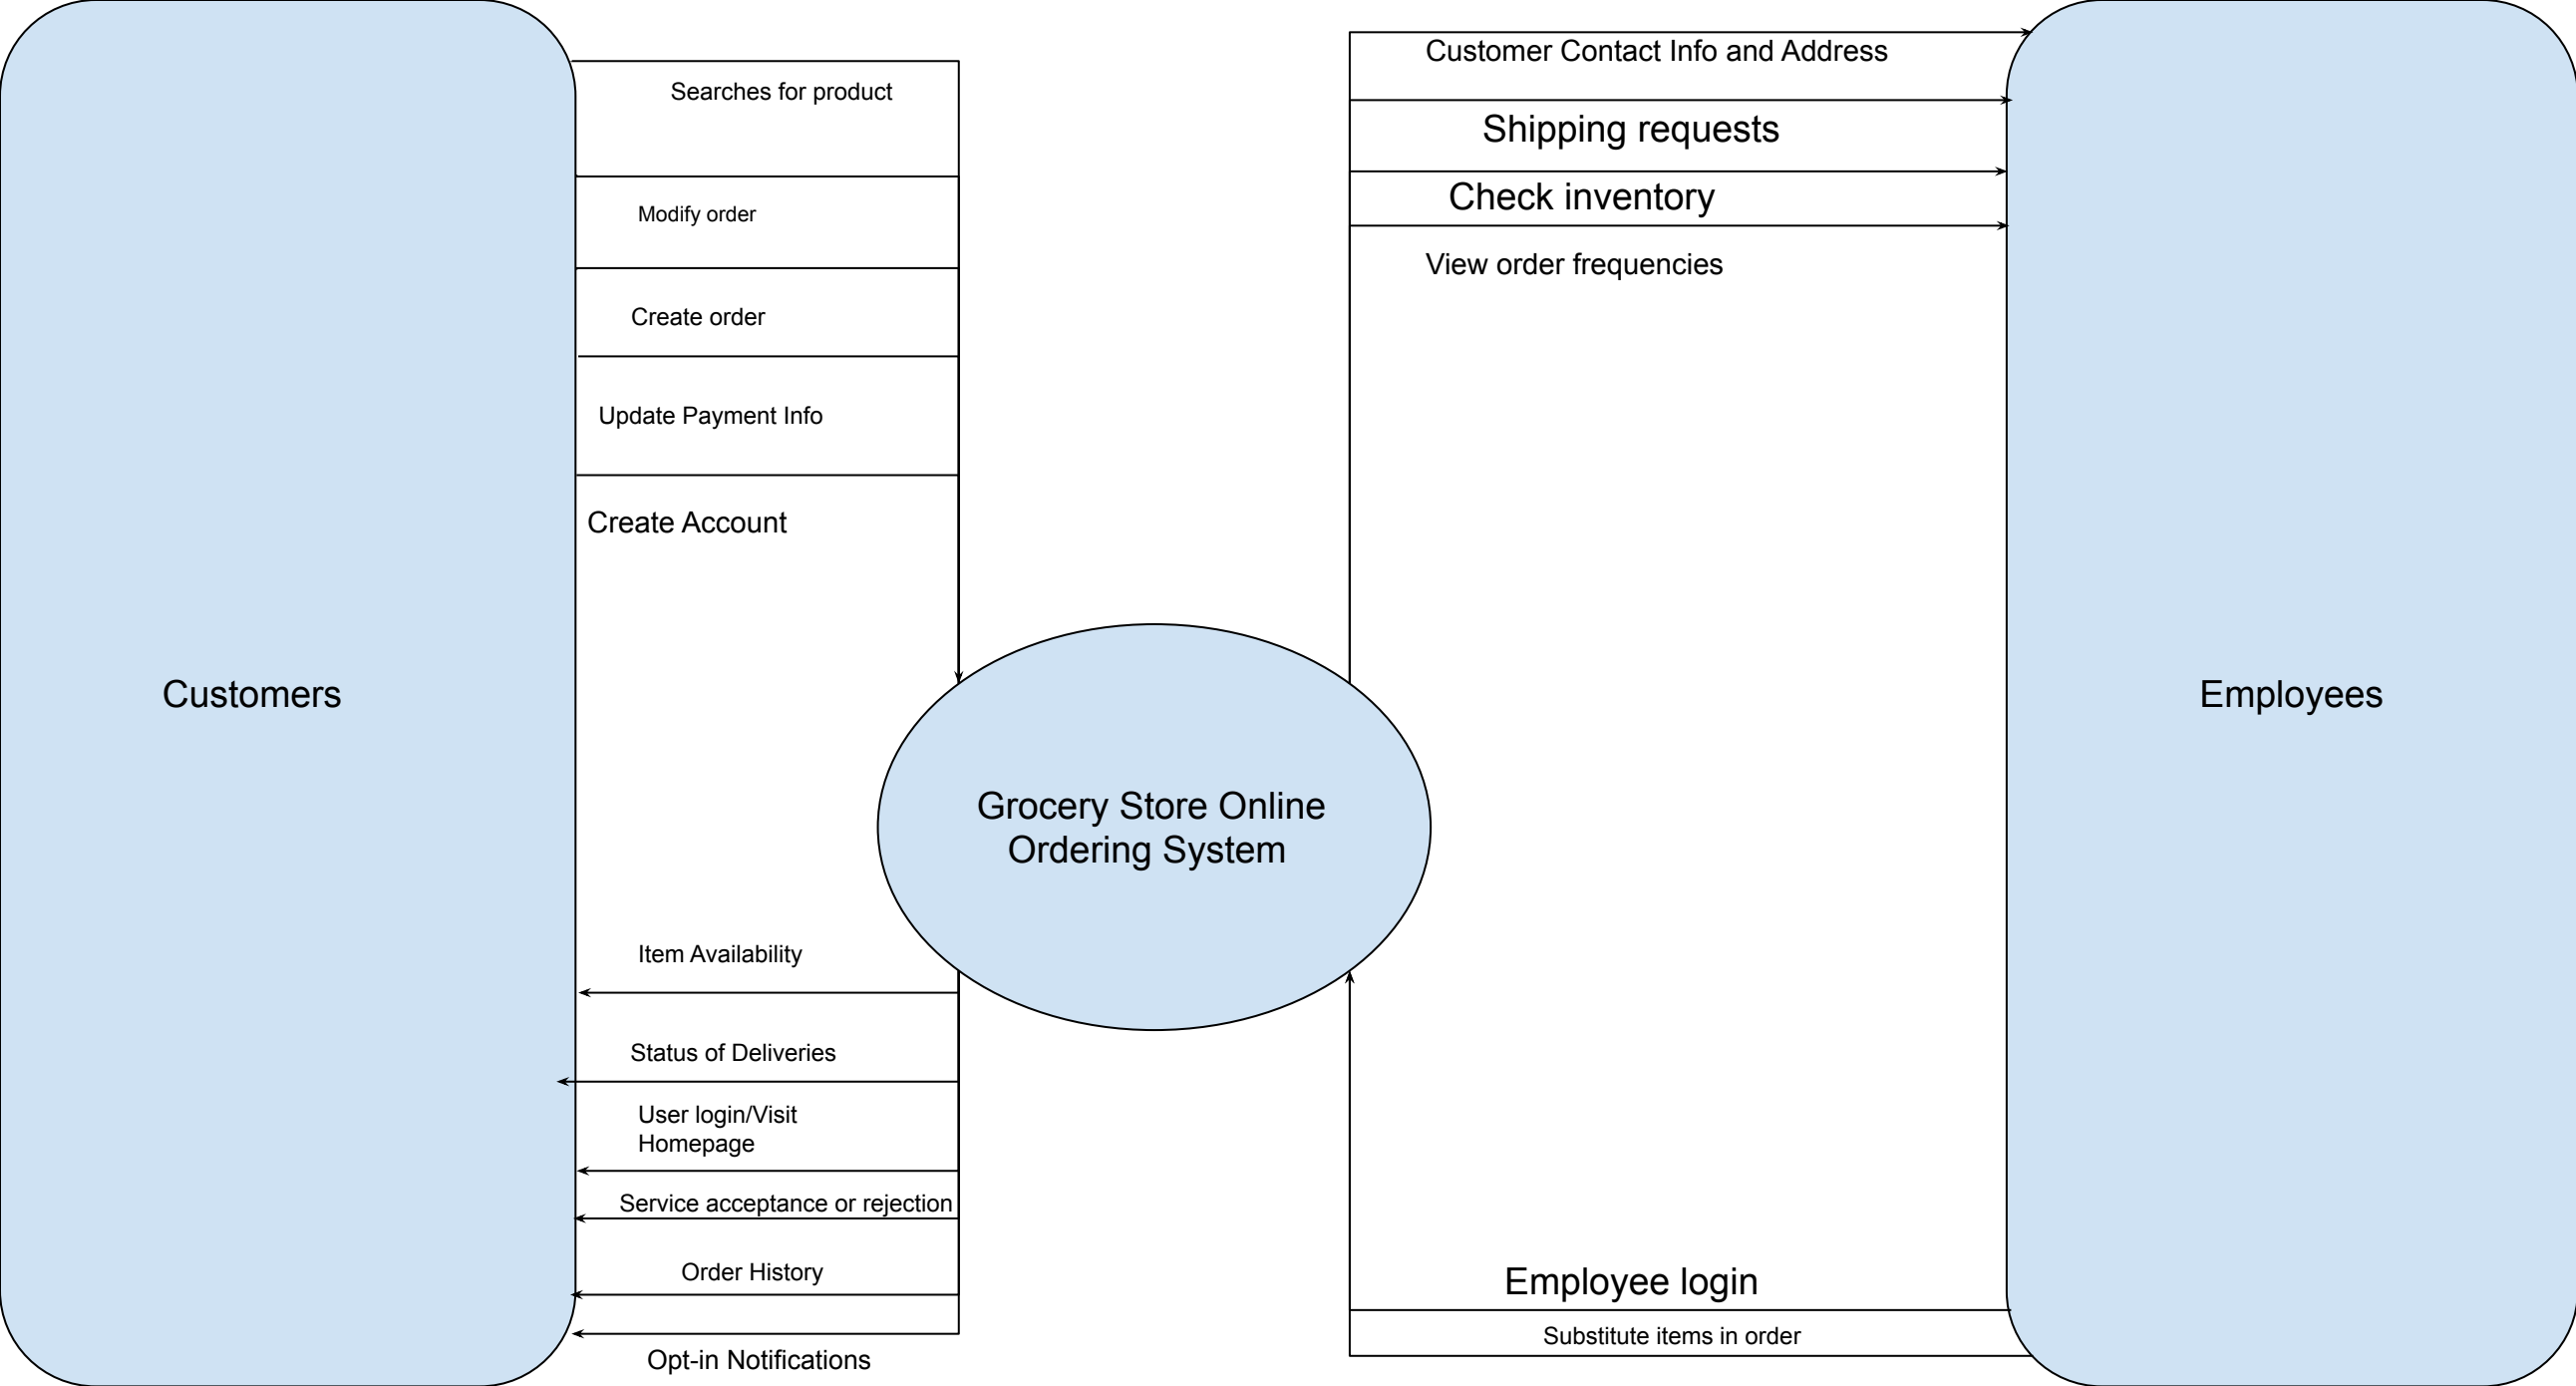 Searches for product
Modify order
Create order
Update Payment Info
Create Account
Customers
Item Availability
Status of Deliveries
User login/Visit
Homepage
Service acceptance or rejection
Order History
Opt-in Notifications
Grocery Store Online
Ordering System
Customer Contact Info and Address
Shipping requests
Check inventory
View order frequencies
Employee login
Substitute items in order
Employees